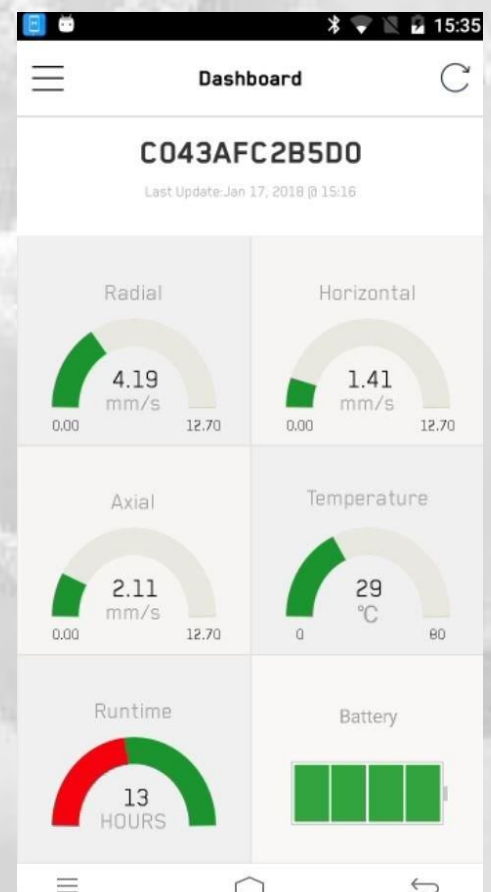 15:35
Dashboard
C043AFC2B5D0
Last Update:Jan 17, 2018 @ 15:16
Radial
4.19
mm/s
0.00 12.70
Horizontal
1.41
mm/s
0.00 12.70
Axial
2.11
mm/s
0.00 12.70
Temperature
29
°C
0 80
Runtime
13
HOURS
Battery